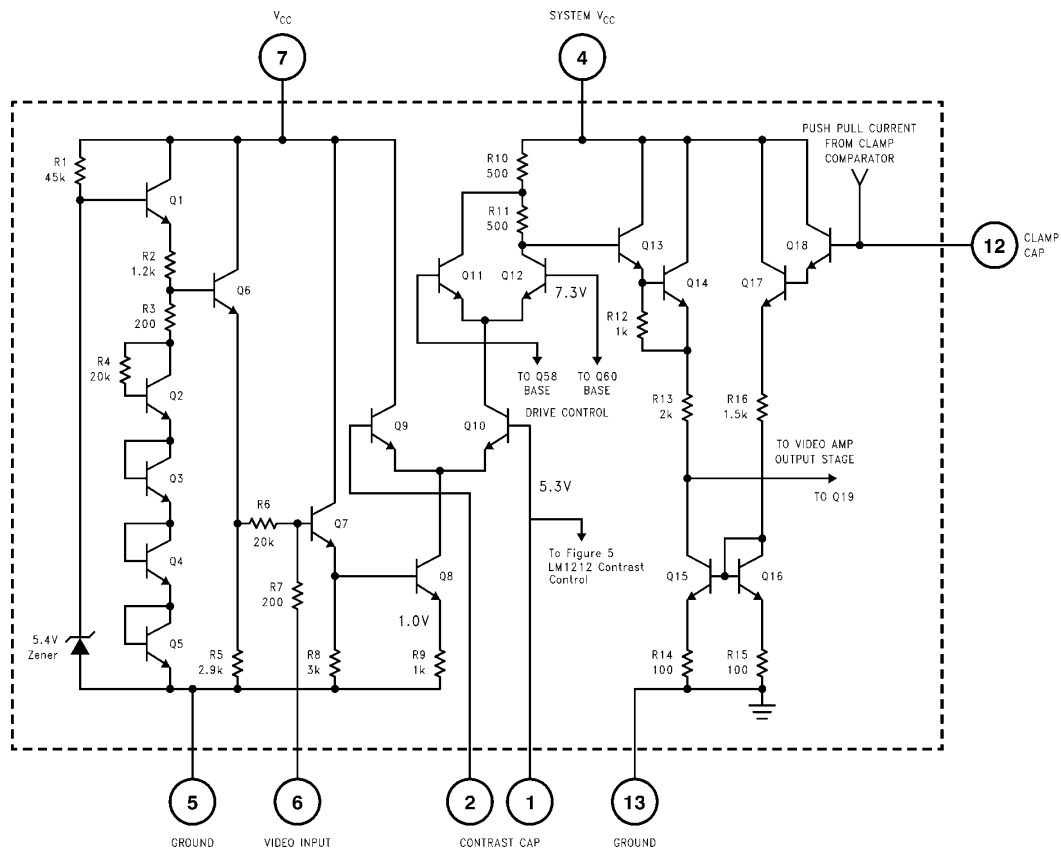 V_CC
SYSTEM V_CC
7
4
PUSH PULL CURRENT
FROM CLAMP
COMPARATOR
R1
45k
Q1
R10
500
R11
500
R2
1.2k
Q6
R3
200
Q11
Q12
7.3V
Q13
Q14
Q17
Q18
12
CLAMP
CAP
R12
1k
R4
20k
Q2
TO Q58
BASE
TO Q60
BASE
DRIVE CONTROL
R13
2k
R16
1.5k
Q9
Q10
Q3
5.3V
TO VIDEO AMP
OUTPUT STAGE
TO Q19
R6
20k
Q7
Q4
To Figure 5
LM1212 Contrast
Control
R7
200
Q8
Q15
Q16
1.0V
5.4V
Zener
Q5
R5
2.9k
R8
3k
R9
1k
R14
100
R15
100
5
6
2
1
13
GROUND
VIDEO INPUT
CONTRAST CAP
GROUND